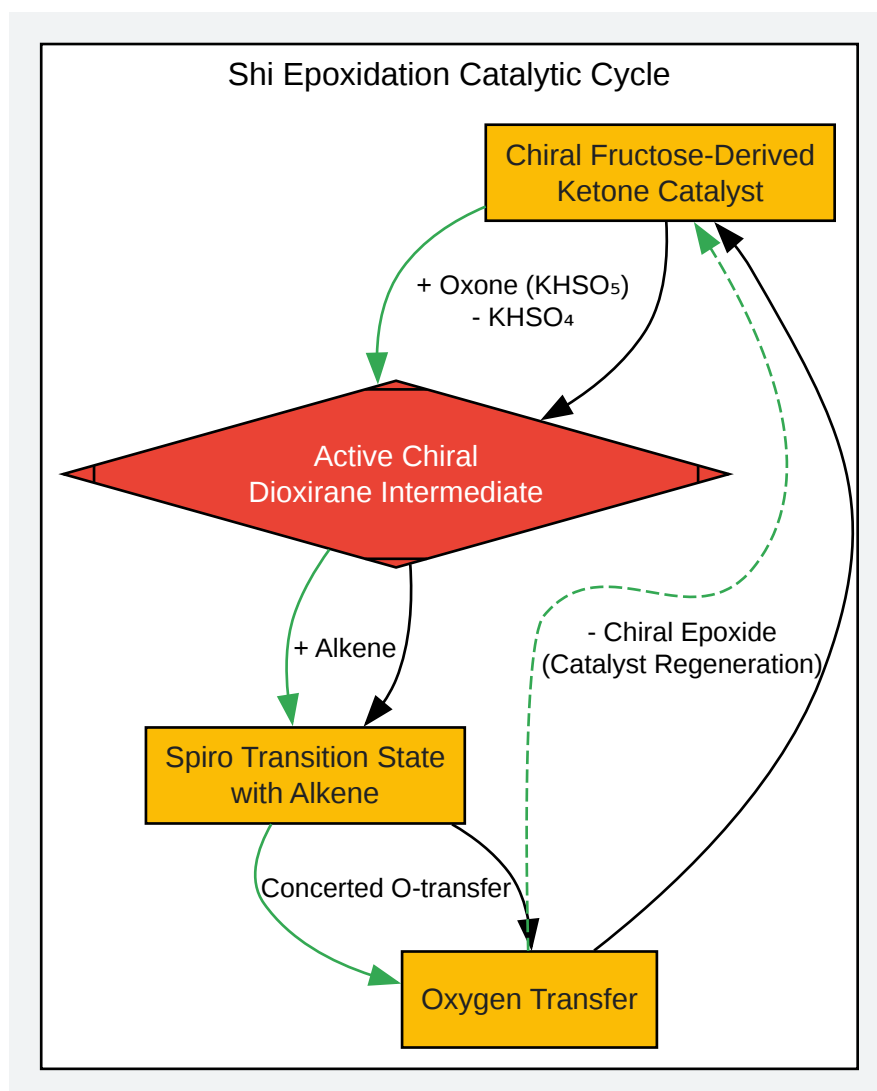 Shi Epoxidation Catalytic Cycle
Chiral Fructose-Derived
Ketone Catalyst
+ Oxone (KHSO₅)
- KHSO₄
Active Chiral
Dioxirane Intermediate
+ Alkene
- Chiral Epoxide
(Catalyst Regeneration)
Spiro Transition State
with Alkene
Concerted O-transfer
Oxygen Transfer